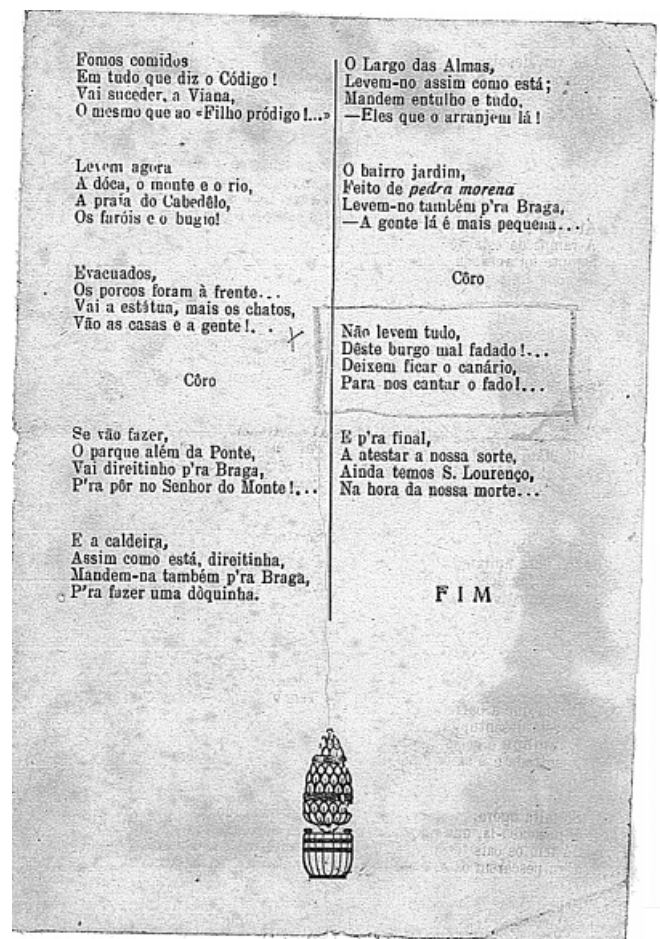 Fomos comidos
Em tudo que diz o Código !
Vai suceder, a Viana,
O mesmo que ao «Filho pródigo !...»
Levem agora
A dóca, o monte e o rio,
A praia do Cabedêlo,
Os faróis e o bugio!
Evacuados,
Os porcos foram à frente...
Vai a estátua, mais os chatos,
Vão as casas e a gente !. . .
Côro
Se vão fazer,
O parque além da Ponte,
Vai direitinho p'ra Braga,
P'ra pôr no Senhor do Monte !...
E a caldeira,
Assim como está, direitinha,
Mandem-na também p'ra Braga,
P'ra fazer uma dòquinha.
O Largo das Almas,
Levem-no assim como está ;
Mandem entulho e tudo,
—Eles que o arranjem lá !
O bairro jardim,
Feito de pedra morena
Levem-no também p'ra Braga,
—A gente lá é mais pequena...
Côro
Não levem tudo,
Dêste burgo mal fadado !...
Deixem ficar o canário,
Para nos cantar o fado !...
E p'ra final,
A atestar a nossa sorte,
Ainda temos S. Lourenço,
Na hora da nossa morte...
FIM